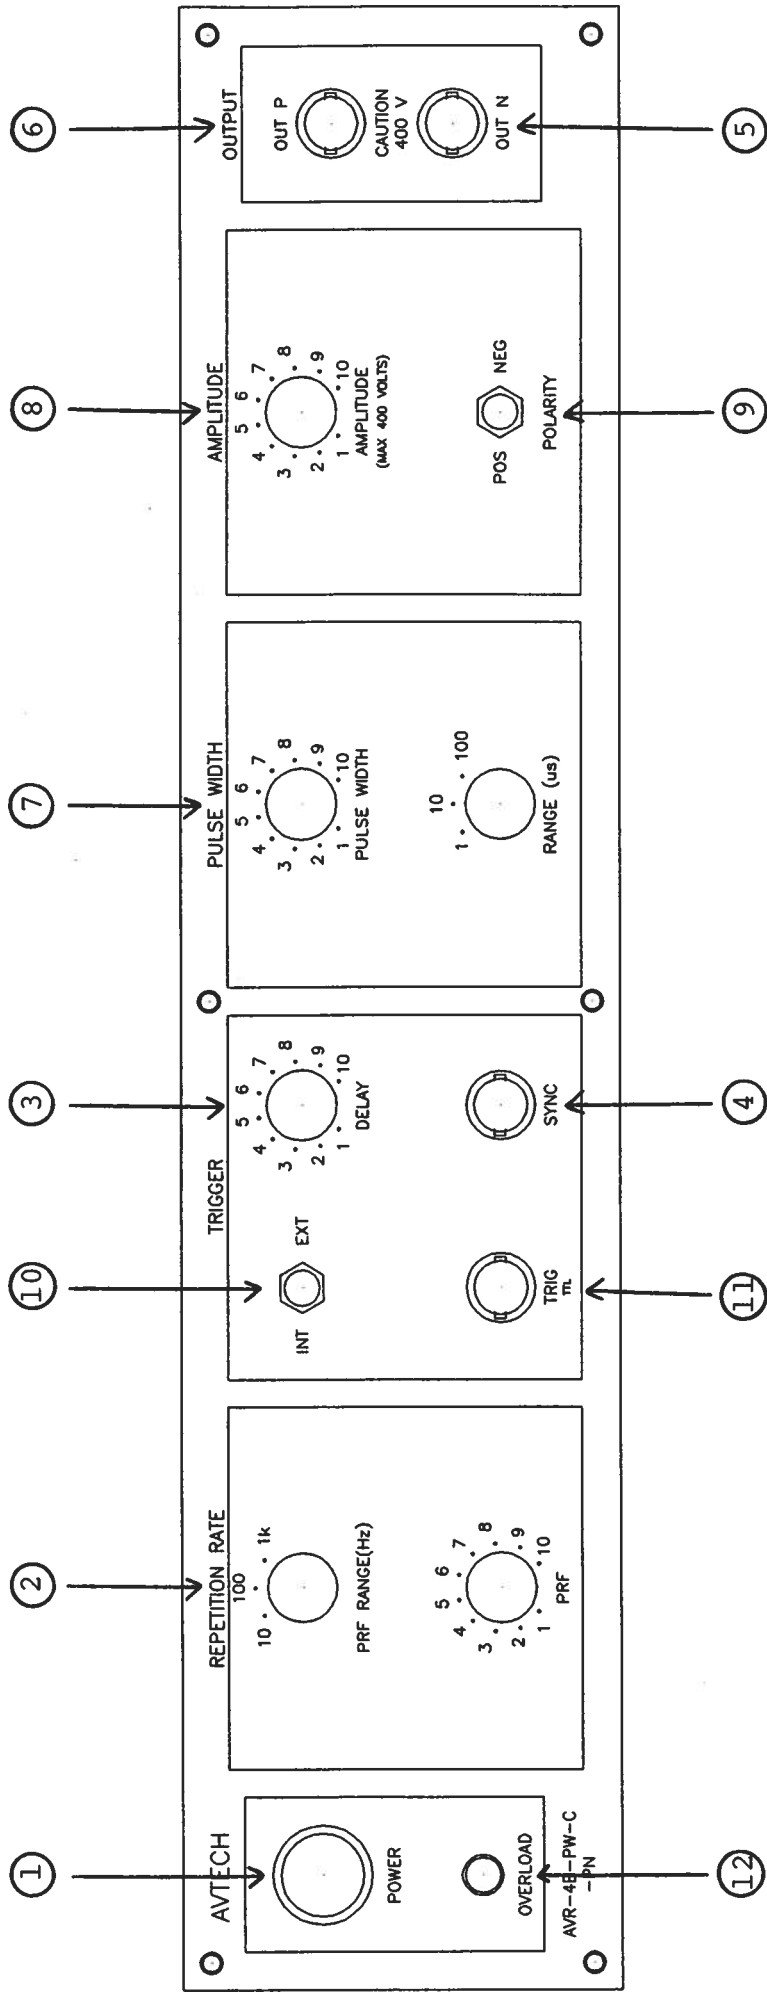 1
2
10
3
7
8
6
AVTECH
POWER
OVERLOAD
AVR-4B-PW-C
-PN
REPETITION RATE
10 100 1k
PRF RANGE(Hz)
1 2 3 4 5 6 7 8 9 10
PRF
TRIGGER
INT EXT
1 2 3 4 5 6 7 8 9 10
DELAY
TRIG
TTL
SYNC
PULSE WIDTH
1 2 3 4 5 6 7 8 9 10
PULSE WIDTH
1 10 100
RANGE (us)
AMPLITUDE
1 2 3 4 5 6 7 8 9 10
AMPLITUDE
(MAX 400 VOLTS)
POS NEG
POLARITY
OUTPUT
OUT P
CAUTION
400 V
OUT N
12
11
4
9
5